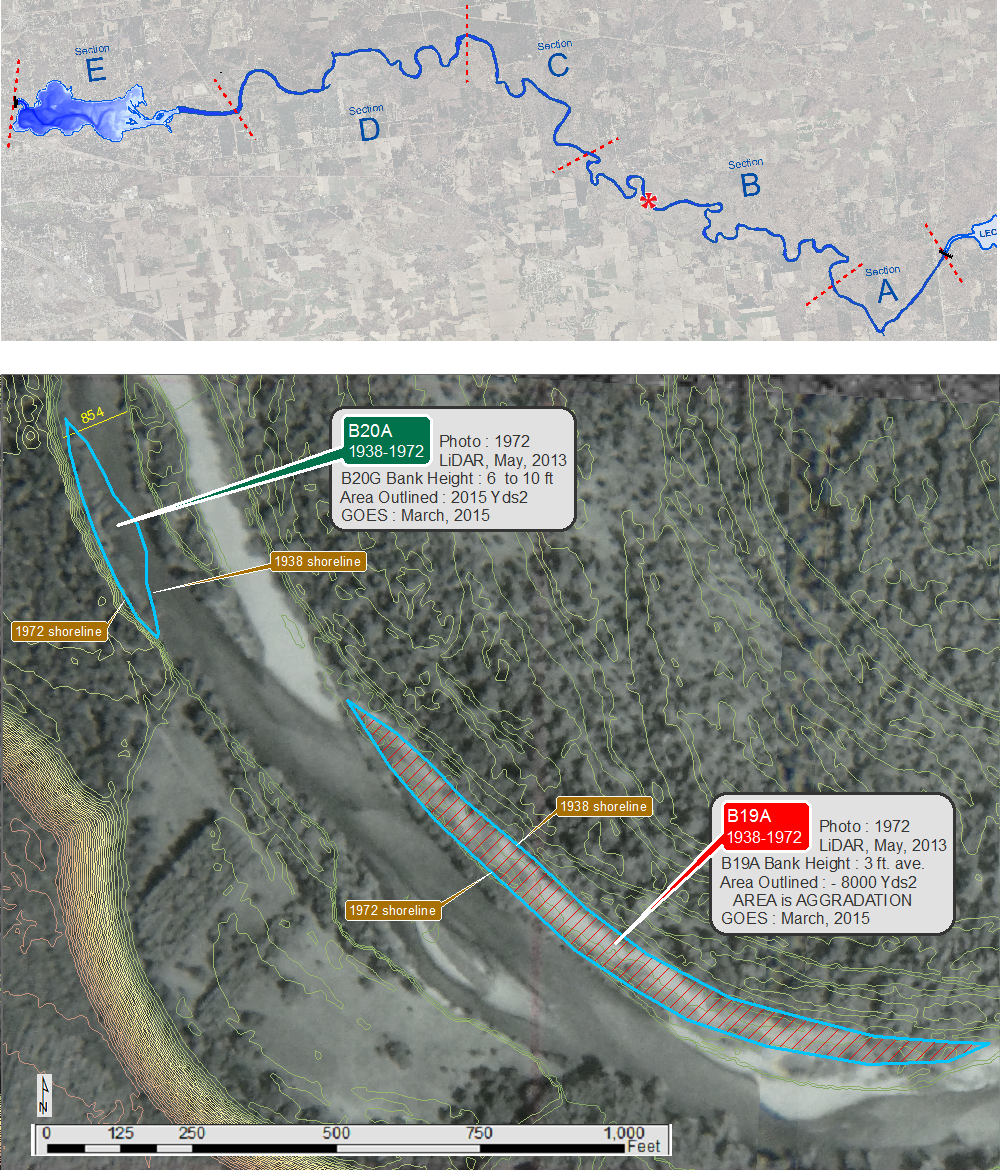 Section
E
Section
D
Section
C
Section
B
Section
A
LEC
854
B20A
1938-1972
Photo : 1972
LiDAR, May, 2013
B20G Bank Height : 6 to 10 ft
Area Outlined : 2015 Yds2
GOES : March, 2015
1938 shoreline
1972 shoreline
1938 shoreline
1972 shoreline
B19A
1938-1972
Photo : 1972
LiDAR, May, 2013
B19A Bank Height : 3 ft. ave.
Area Outlined : - 8000 Yds2
AREA is AGGRADATION
GOES : March, 2015
N
0 125 250 500 750 1,000
Feet